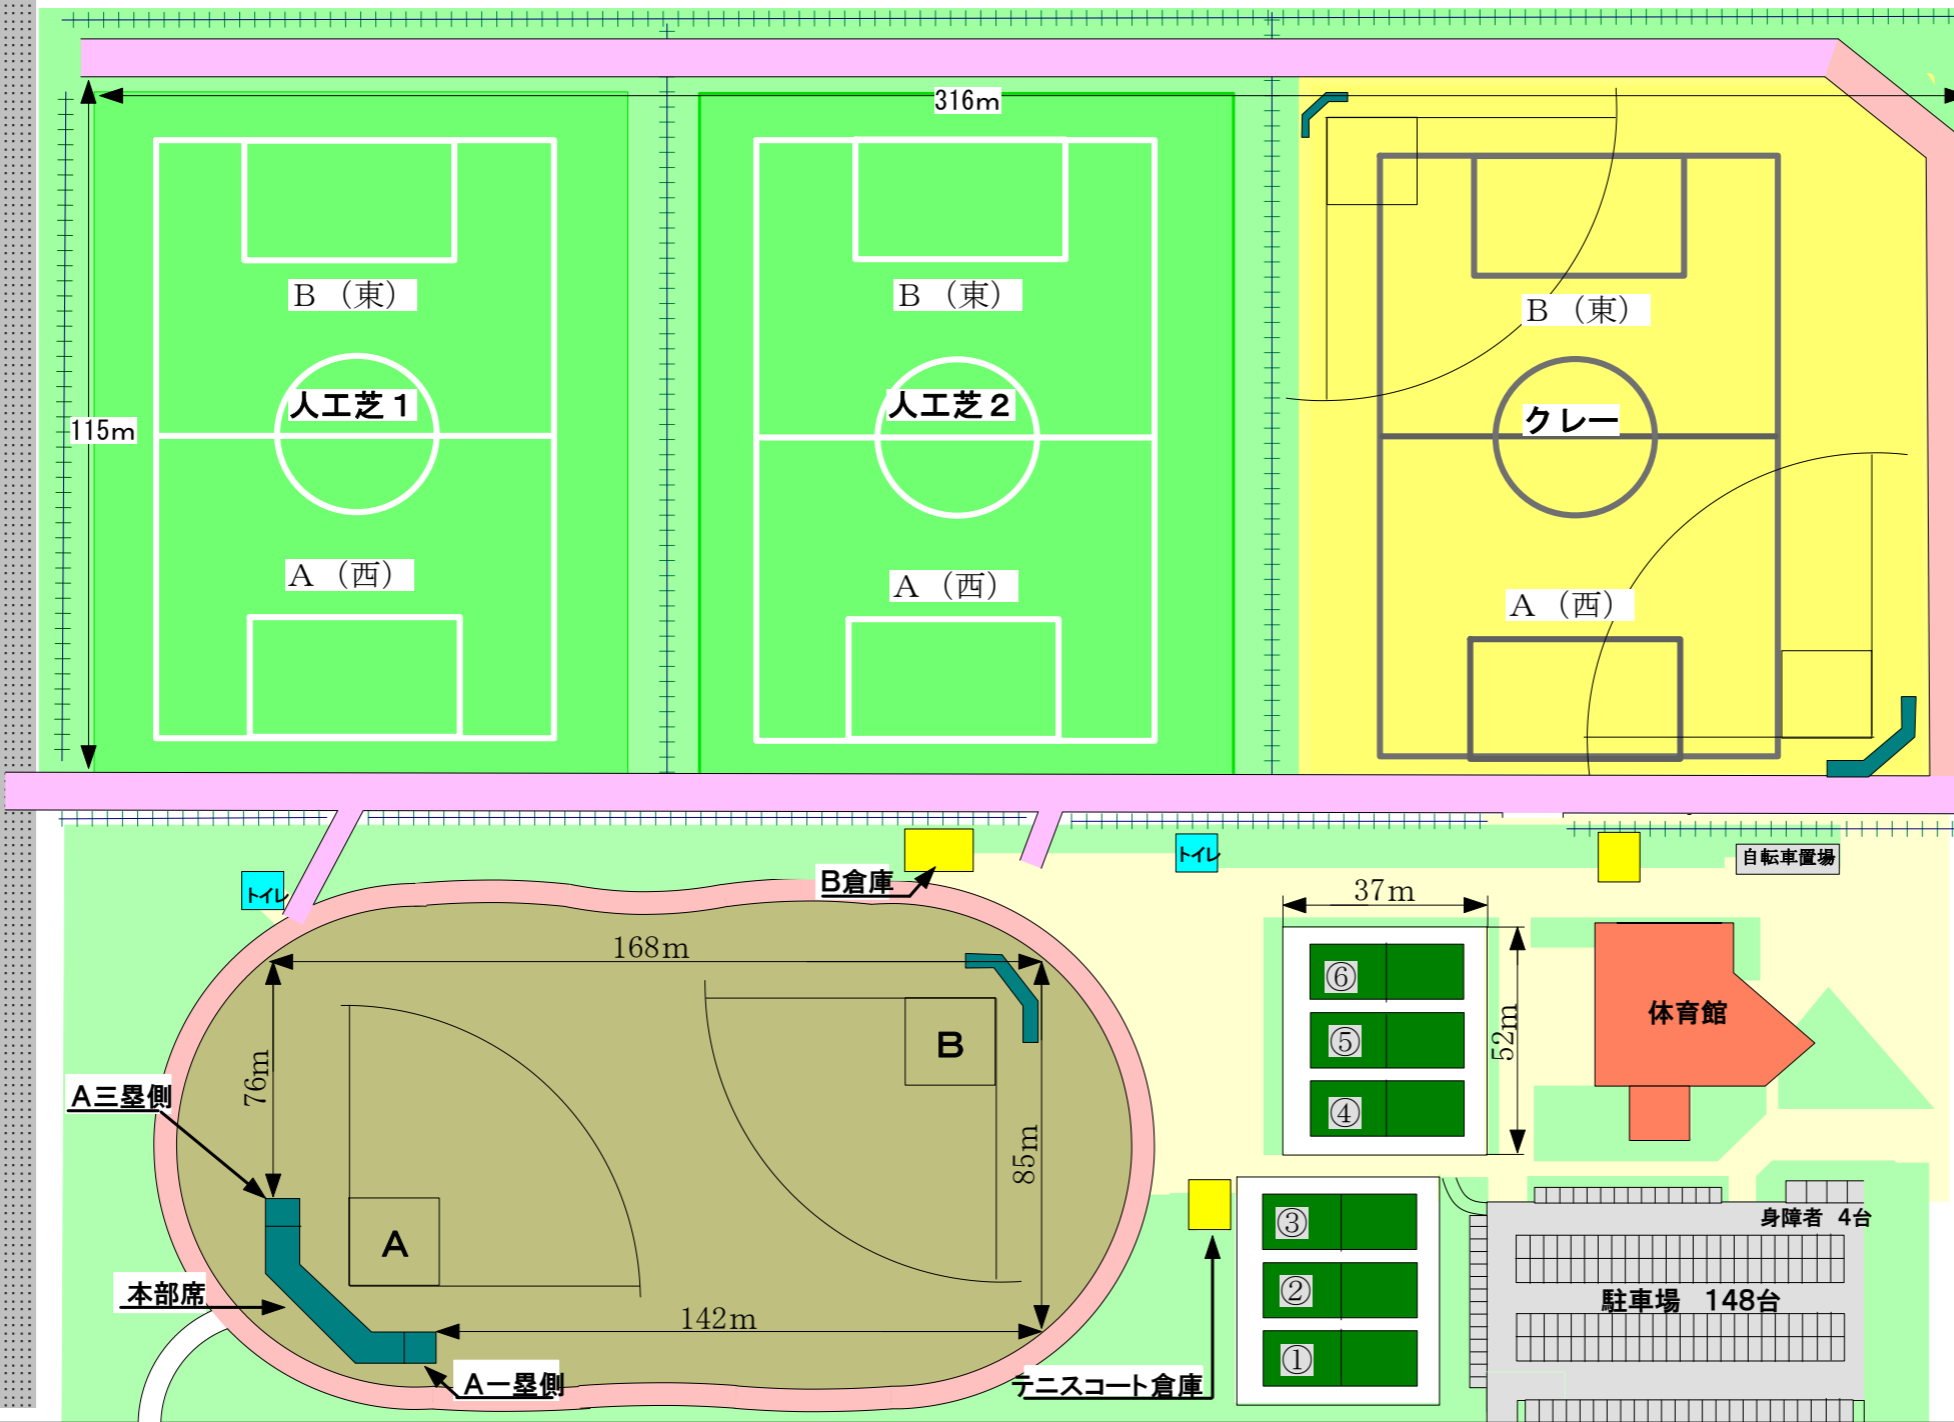 316m
115m
B （東）
B （東）
B （東）
人工芝１
人工芝２
クレー
A （西）
A （西）
A （西）
トイレ
B倉庫
トイレ
自転車置場
37m
168m
⑥
体育館
B
⑤
52m
76m
A三塁側
④
85m
③
身障者 4台
A
本部席
②
駐車場 148台
142m
①
A一塁側
テニスコート倉庫